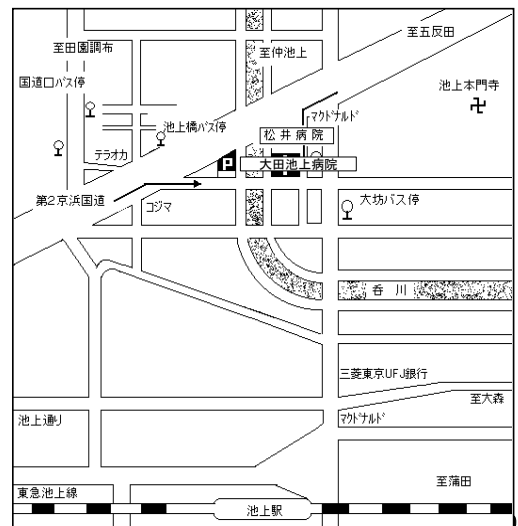 至五反田
至田園調布
至仲池上
国道口バス停
池上本門寺
卍
マクドナルド
池上橋バス停
松井病院
テラオカ
P
大田池上病院
第2京浜国道
コジマ
大坊バス停
呑川
三菱東京UFJ銀行
至大森
池上通り
マクドナルド
至蒲田
東急池上線
池上駅